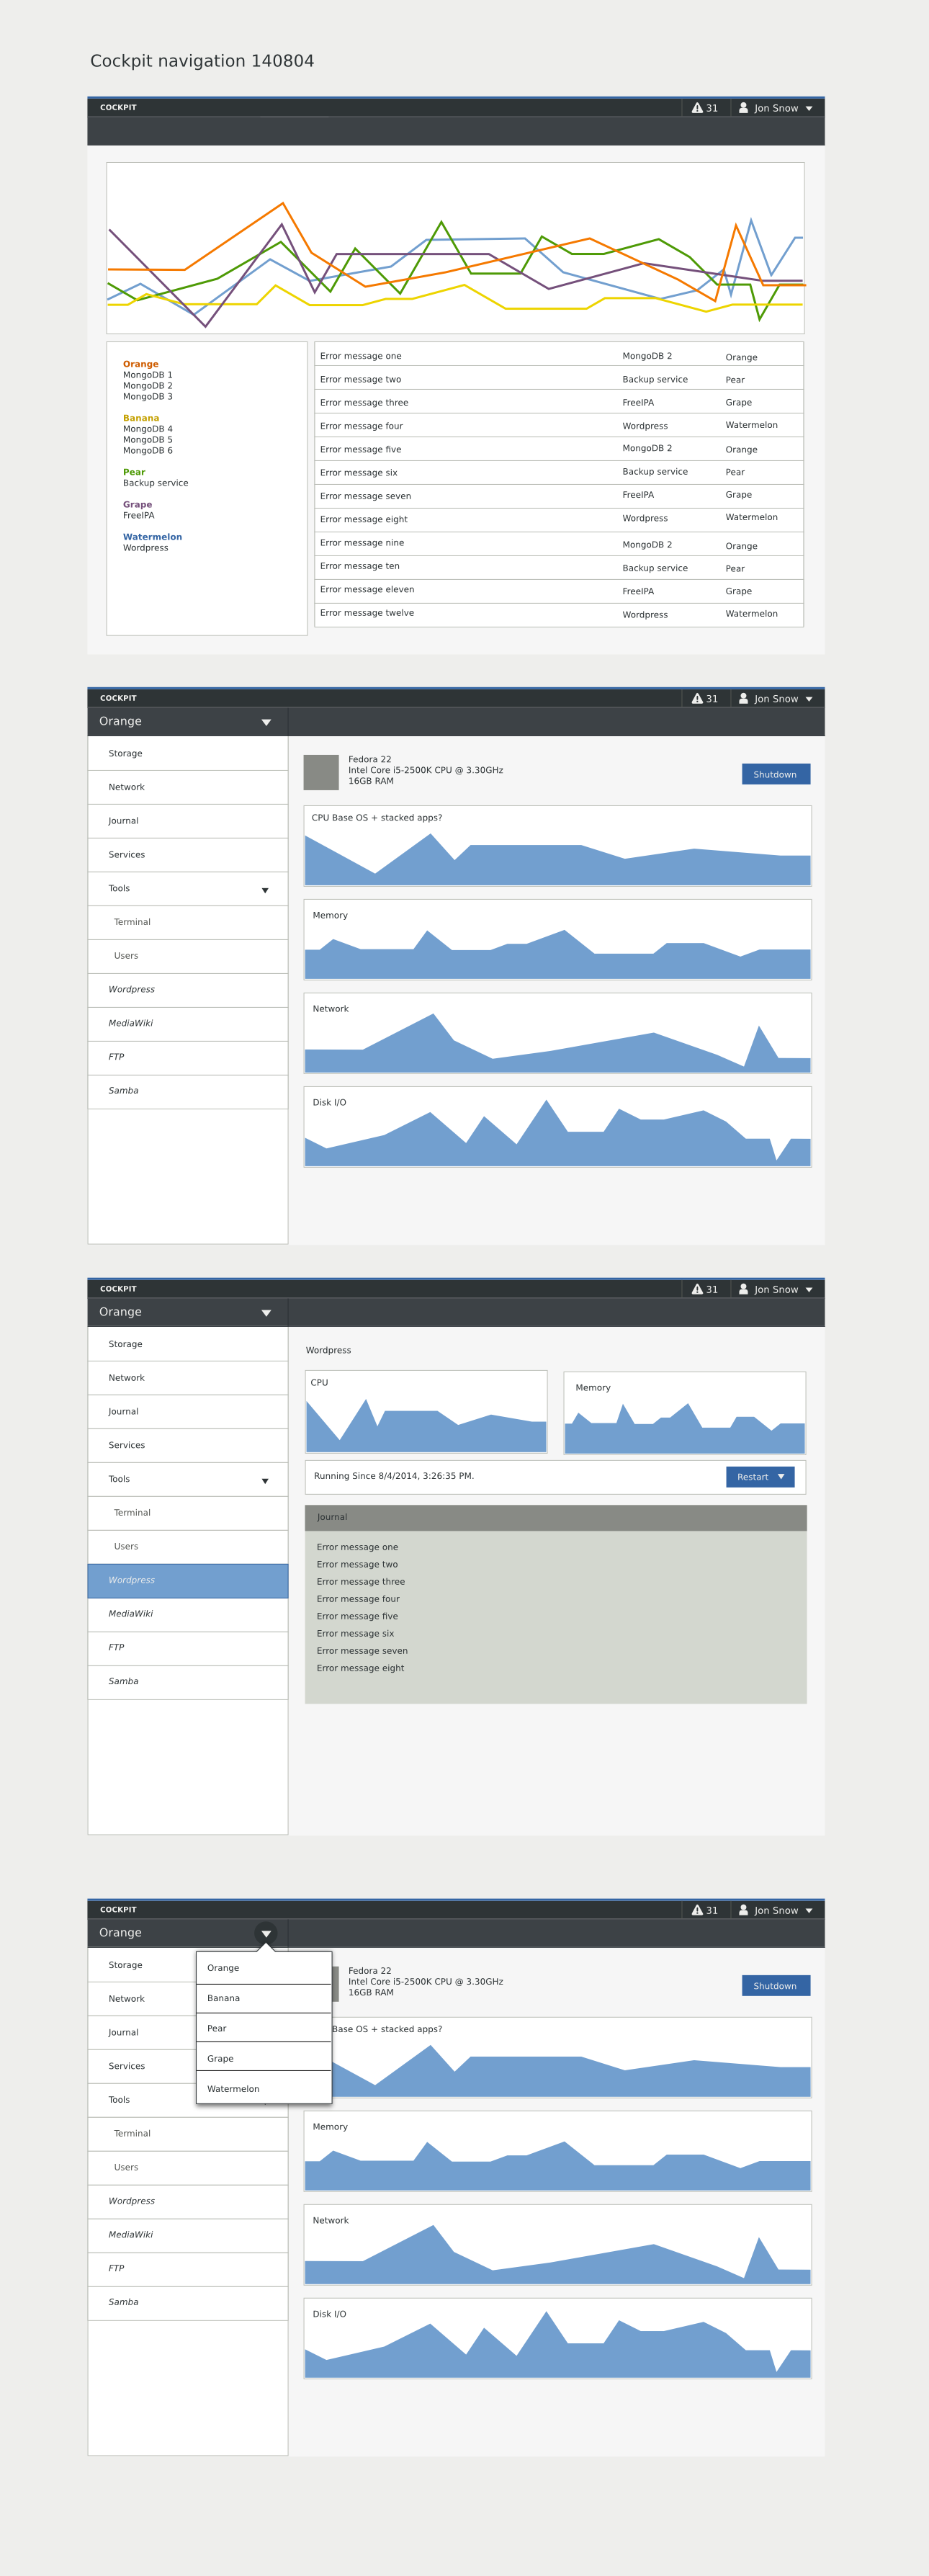 Cockpit navigation 140804
COCKPIT 31 Jon Snow
Orange
MongoDB 1
MongoDB 2
MongoDB 3
Banana
MongoDB 4
MongoDB 5
MongoDB 6
Pear
Backup service
Grape
FreeIPA
Watermelon
Wordpress
Error message one MongoDB 2 Orange
Error message two Backup service Pear
Error message three FreeIPA Grape
Error message four Wordpress Watermelon
Error message five MongoDB 2 Orange
Error message six Backup service Pear
Error message seven FreeIPA Grape
Error message eight Wordpress Watermelon
Error message nine MongoDB 2 Orange
Error message ten Backup service Pear
Error message eleven FreeIPA Grape
Error message twelve Wordpress Watermelon
COCKPIT 31 Jon Snow
Orange
Storage
Network
Journal
Services
Tools
Terminal
Users
Wordpress
MediaWiki
FTP
Samba
Fedora 22
Intel Core i5-2500K CPU @ 3.30GHz
16GB RAM
Shutdown
CPU Base OS + stacked apps?
Memory
Network
Disk I/O
COCKPIT 31 Jon Snow
Orange
Storage
Network
Journal
Services
Tools
Terminal
Users
Wordpress
MediaWiki
FTP
Samba
Wordpress
CPU
Memory
Running Since 8/4/2014, 3:26:35 PM.
Restart
Journal
Error message one
Error message two
Error message three
Error message four
Error message five
Error message six
Error message seven
Error message eight
COCKPIT 31 Jon Snow
Orange
Storage
Network
Journal
Services
Tools
Terminal
Users
Wordpress
MediaWiki
FTP
Samba
Orange
Banana
Pear
Grape
Watermelon
Fedora 22
Intel Core i5-2500K CPU @ 3.30GHz
16GB RAM
Shutdown
Base OS + stacked apps?
Memory
Network
Disk I/O